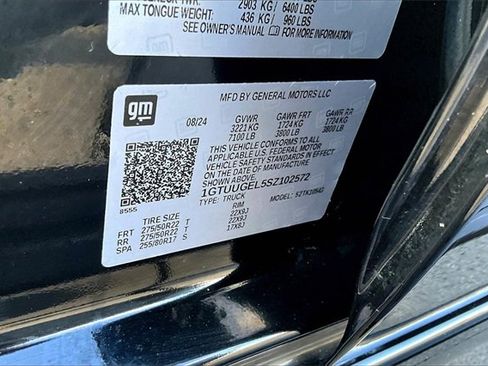 2903 KG/ 6400 LBS
MAX TONGUE WEIGHT: 436 KG/ 960 LBS
SEE OWNER'S MANUAL FOR MORE INFORMATION
gm
MFD BY GENERAL MOTORS LLC
08/24 GVWR GAWR FRT GAWR RR
3221KG 1724 KG 1724 KG
7100 LB 3800 LB 3800 LB
THIS VEHICLE CONFORMS TO ALL
APPLICABLE U.S. FEDERAL MOTOR
VEHICLE SAFETY STANDARDS IN
EFFECT ON THE DATE OF
MANUFACTURE SHOWN ABOVE.
1GTUUGEL5SZ102572
8555
TYPE: TRUCK MODEL:
TIRE SIZE RIM
FRT 275/50R22 T 22X9J
RR 275/50R22 T 22X9J
SPA 255/80R17 S 17X8J